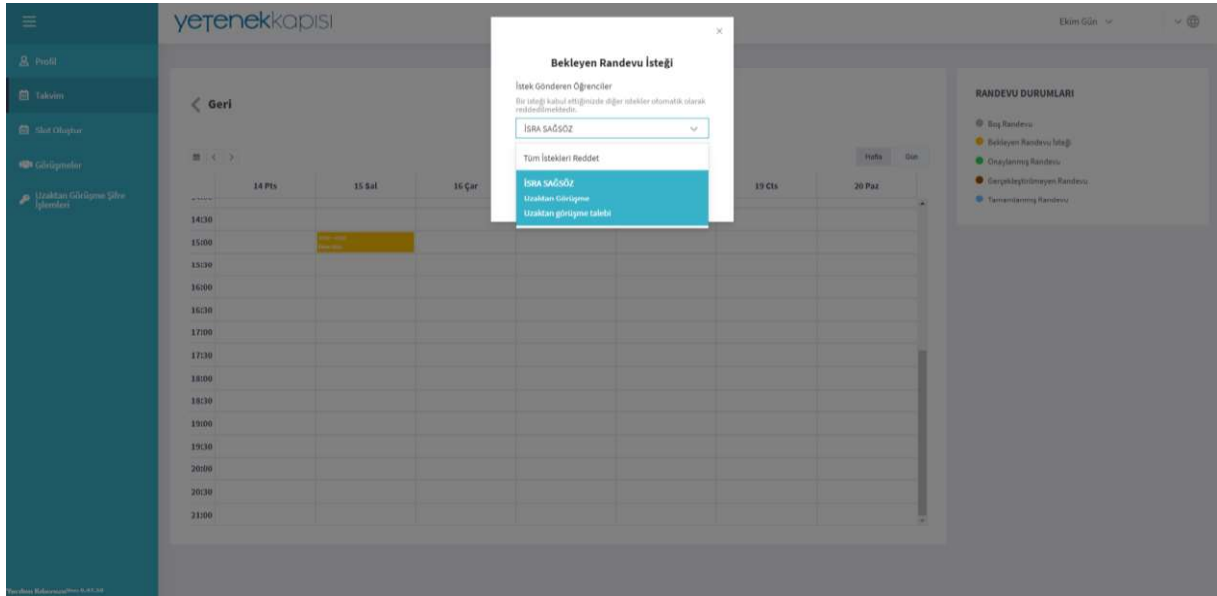 yetenekkapısı
Ekim Gün
Profil
Takvim
Slot Oluştur
Görüşmeler
Uzaktan Görüşme Şifre
İşlemleri
Geri
14 Pts
15 Sal
16 Çar
19 Cts
20 Paz
Hafta
Gün
14:30
15:00
15:30
16:00
16:30
17:00
17:30
18:00
18:30
19:00
19:30
20:00
20:30
21:00
Bekleyen Randevu İsteği
İstek Gönderen Öğrenciler
Bir isteği kabul ettiğinizde diğer istekler otomatik olarak
reddedilmektedir.
İSRA SAĞSÖZ
Tüm İstekleri Reddet
İSRA SAĞSÖZ
Uzaktan Görüşme
Uzaktan görüşme talebi
RANDEVU DURUMLARI
Boş Randevu
Bekleyen Randevu İsteği
Onaylanmış Randevu
Gerçekleştirilmeyen Randevu
Tamamlanmış Randevu